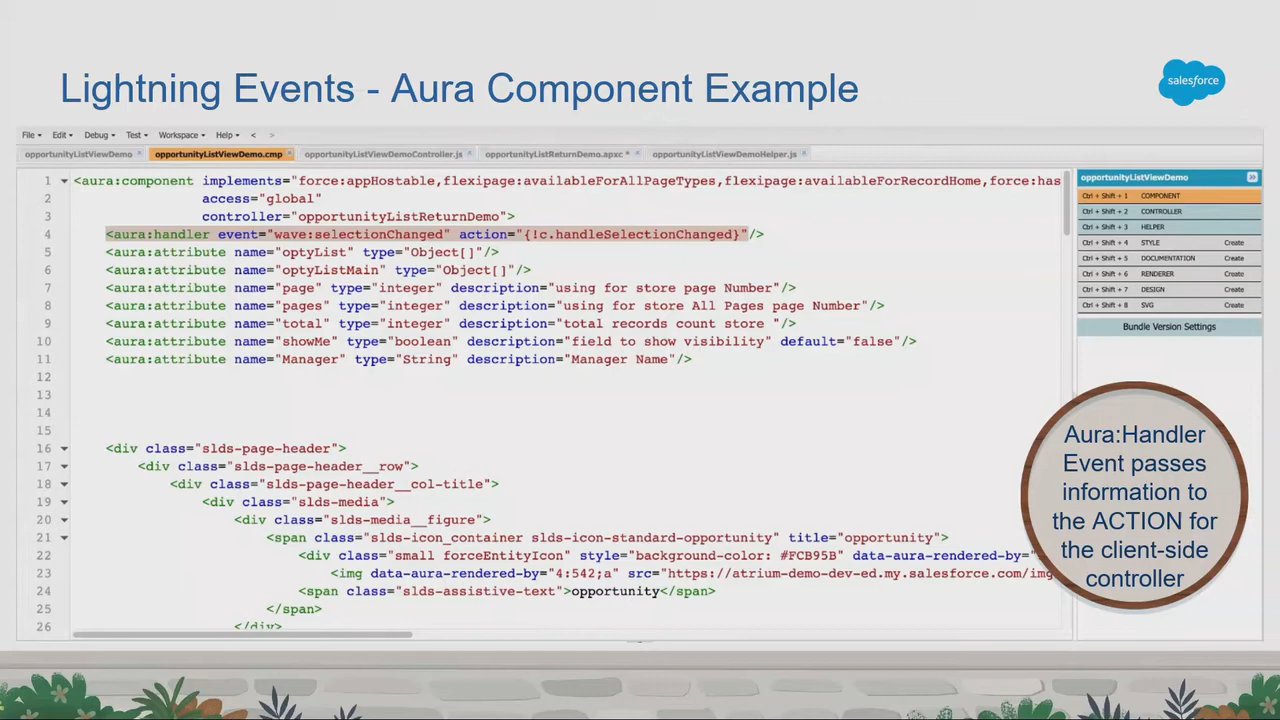 Lightning Events - Aura Component Example
salesforce
File Edit Debug Test Workspace Help < >
opportunityListViewDemo opportunityListViewDemo.cmp opportunityListViewDemoController.js opportunityListReturnDemo.apxc * opportunityListViewDemoHelper.js
1 <aura:component implements="force:appHostable,flexipage:availableForAllPageTypes,flexipage:availableForRecordHome,force:has
2 access="global"
3 controller="opportunityListReturnDemo">
4 <aura:handler event="wave:selectionChanged" action="{!c.handleSelectionChanged}"/>
5 <aura:attribute name="optyList" type="Object[]"/>
6 <aura:attribute name="optyListMain" type="Object[]"/>
7 <aura:attribute name="page" type="integer" description="using for store page Number"/>
8 <aura:attribute name="pages" type="integer" description="using for store All Pages page Number"/>
9 <aura:attribute name="total" type="integer" description="total records count store "/>
10 <aura:attribute name="showMe" type="boolean" description="field to show visibility" default="false"/>
11 <aura:attribute name="Manager" type="String" description="Manager Name"/>
12
13
14
15
16 <div class="slds-page-header">
17 <div class="slds-page-header__row">
18 <div class="slds-page-header__col-title">
19 <div class="slds-media">
20 <div class="slds-media__figure">
21 <span class="slds-icon_container slds-icon-standard-opportunity" title="opportunity">
22 <div class="small forceEntityIcon" style="background-color: #FCB95B" data-aura-rendered-by="
23 <img data-aura-rendered-by="4:542;a" src="https://atrium-demo-dev-ed.my.salesforce.com/img
24 <span class="slds-assistive-text">opportunity</span>
25 </span>
26 </div>
opportunityListViewDemo
Ctrl + Shift + 1 COMPONENT
Ctrl + Shift + 2 CONTROLLER
Ctrl + Shift + 3 HELPER
Ctrl + Shift + 4 STYLE Create
Ctrl + Shift + 5 DOCUMENTATION Create
Ctrl + Shift + 6 RENDERER Create
Ctrl + Shift + 7 DESIGN Create
Ctrl + Shift + 8 SVG Create
Bundle Version Settings
Aura:Handler
Event passes
information to
the ACTION for
the client-side
controller